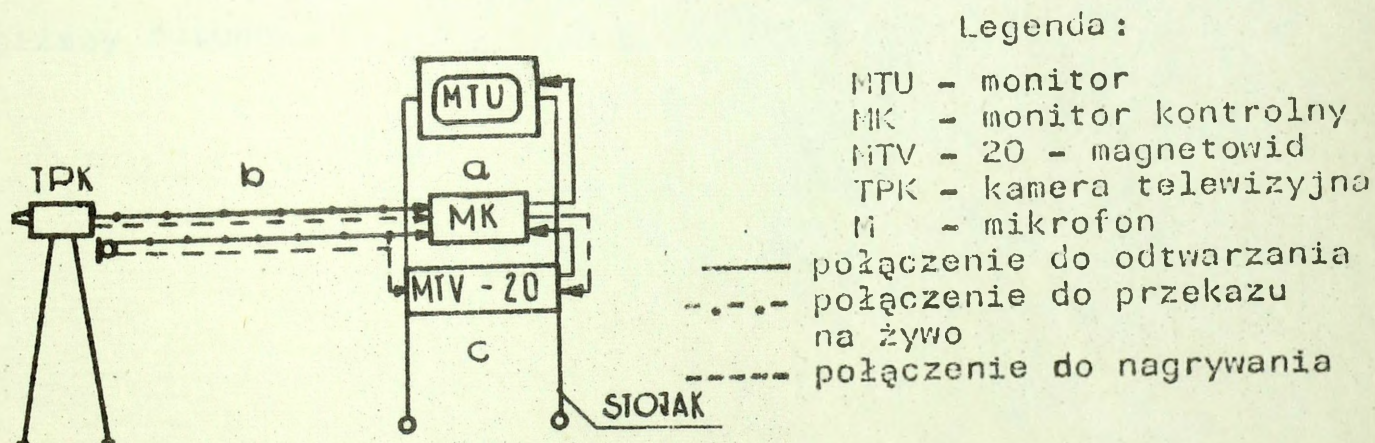 Legenda:
MTU - monitor
MK - monitor kontrolny
MTV - 20 - magnetowid
TPK - kamera telewizyjna
M - mikrofon
połączenie do odtwarzania
połączenie do przekazu
na żywo
połączenie do nagrywania
MTU
TPK
b
a
MK
MTV - 20
c
STOJAK